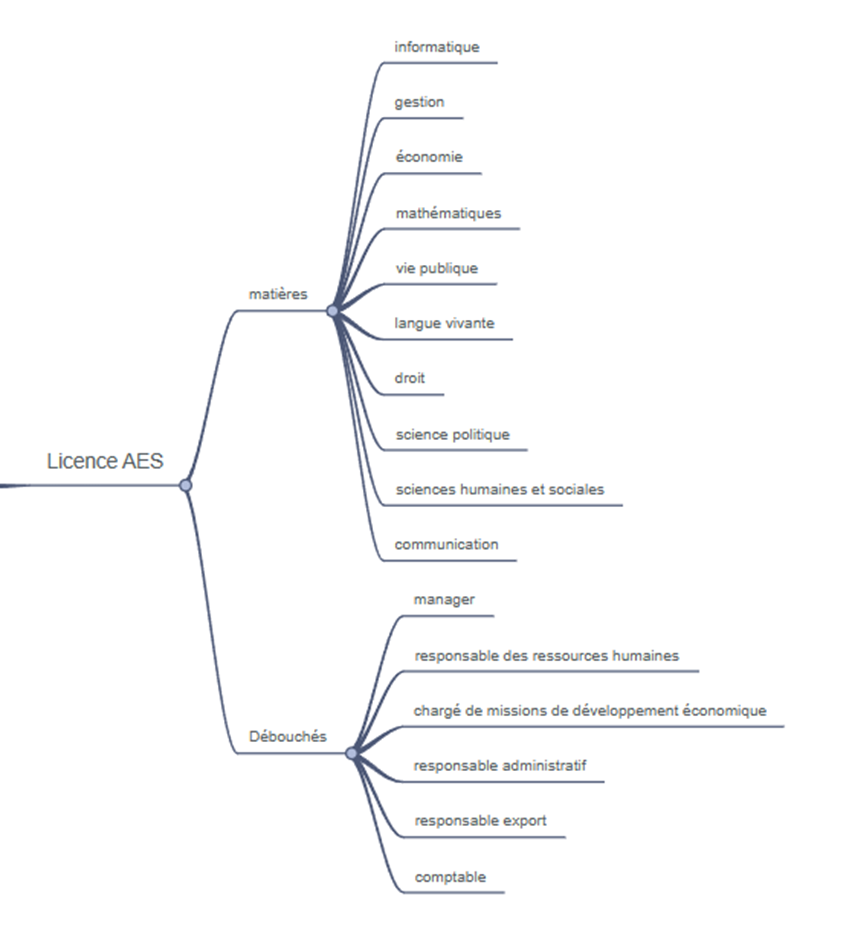 informatique
gestion
économie
mathématiques
vie publique
matières
langue vivante
droit
science politique
Licence AES
sciences humaines et sociales
communication
manager
responsable des ressources humaines
chargé de missions de développement économique
Débouchés
responsable administratif
responsable export
comptable